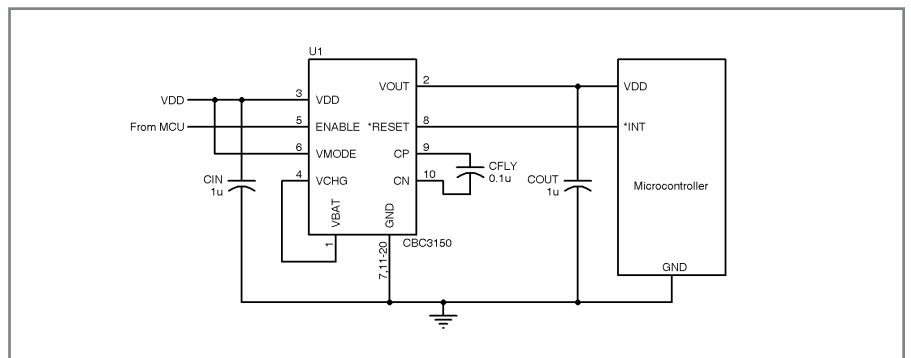 U1
VDD
From MCU
3
5
6
4
VDD
ENABLE
VMODE
VCHG
VBAT
1
GND
7,11-20
VOUT
*RESET
CP
CN
2
8
9
10
CBC3150
CIN
1u
CFLY
0.1u
COUT
1u
VDD
*INT
Microcontroller
GND